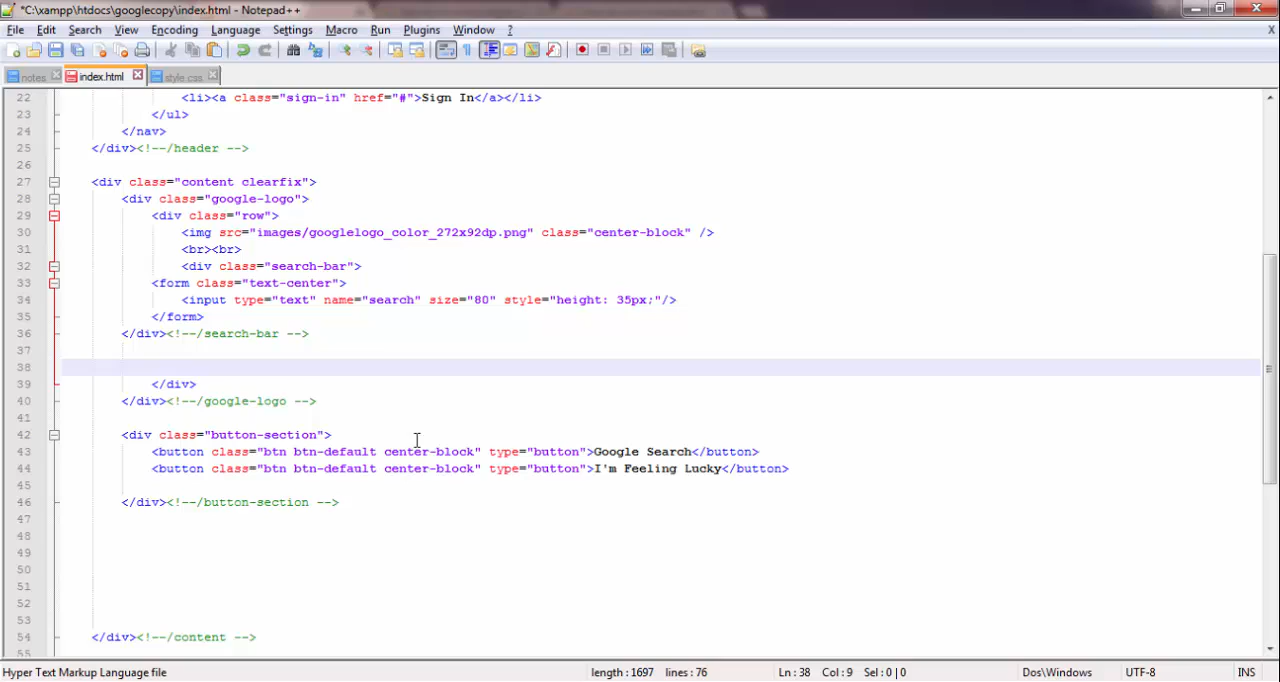 *C:\xampp\htdocs\googlecopy\index.html - Notepad++
File Edit Search View Encoding Language Settings Macro Run Plugins Window ? X
notes index.html style.css
22 <li><a class="sign-in" href="#">Sign In</a></li>
23 </ul>
24 </nav>
25 </div><!--/header -->
26
27 <div class="content clearfix">
28 <div class="google-logo">
29 <div class="row">
30 <img src="images/googlelogo_color_272x92dp.png" class="center-block" />
31 <br><br>
32 <div class="search-bar">
33 <form class="text-center">
34 <input type="text" name="search" size="80" style="height: 35px;"/>
35 </form>
36 </div><!--/search-bar -->
37
38
39 </div>
40 </div><!--/google-logo -->
41
42 <div class="button-section">
43 <button class="btn btn-default center-block" type="button">Google Search</button>
44 <button class="btn btn-default center-block" type="button">I'm Feeling Lucky</button>
45
46 </div><!--/button-section -->
47
48
49
50
51
52
53
54 </div><!--/content -->
55
Hyper Text Markup Language file length : 1697 lines : 76 Ln : 38 Col : 9 Sel : 0 | 0 Dos\Windows UTF-8 INS